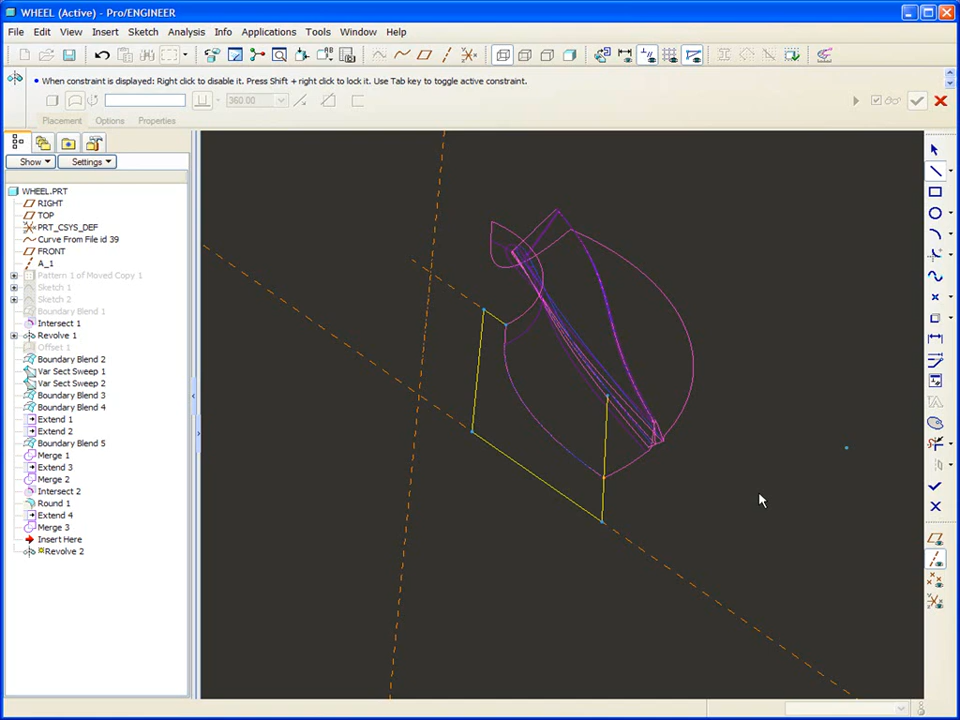 WHEEL (Active) - Pro/ENGINEER
File Edit View Insert Sketch Analysis Info Applications Tools Window Help
When constraint is displayed: Right click to disable it. Press Shift + right click to lock it. Use Tab key to toggle active constraint.
360.00
Placement Options Properties
Show Settings
WHEEL.PRT
RIGHT
TOP
PRT_CSYS_DEF
Curve From File id 39
FRONT
A_1
Pattern 1 of Moved Copy 1
Sketch 1
Sketch 2
Boundary Blend 1
Intersect 1
Revolve 1
Offset 1
Boundary Blend 2
Var Sect Sweep 1
Var Sect Sweep 2
Boundary Blend 3
Boundary Blend 4
Extend 1
Extend 2
Boundary Blend 5
Merge 1
Extend 3
Merge 2
Intersect 2
Round 1
Extend 4
Merge 3
Insert Here
Revolve 2